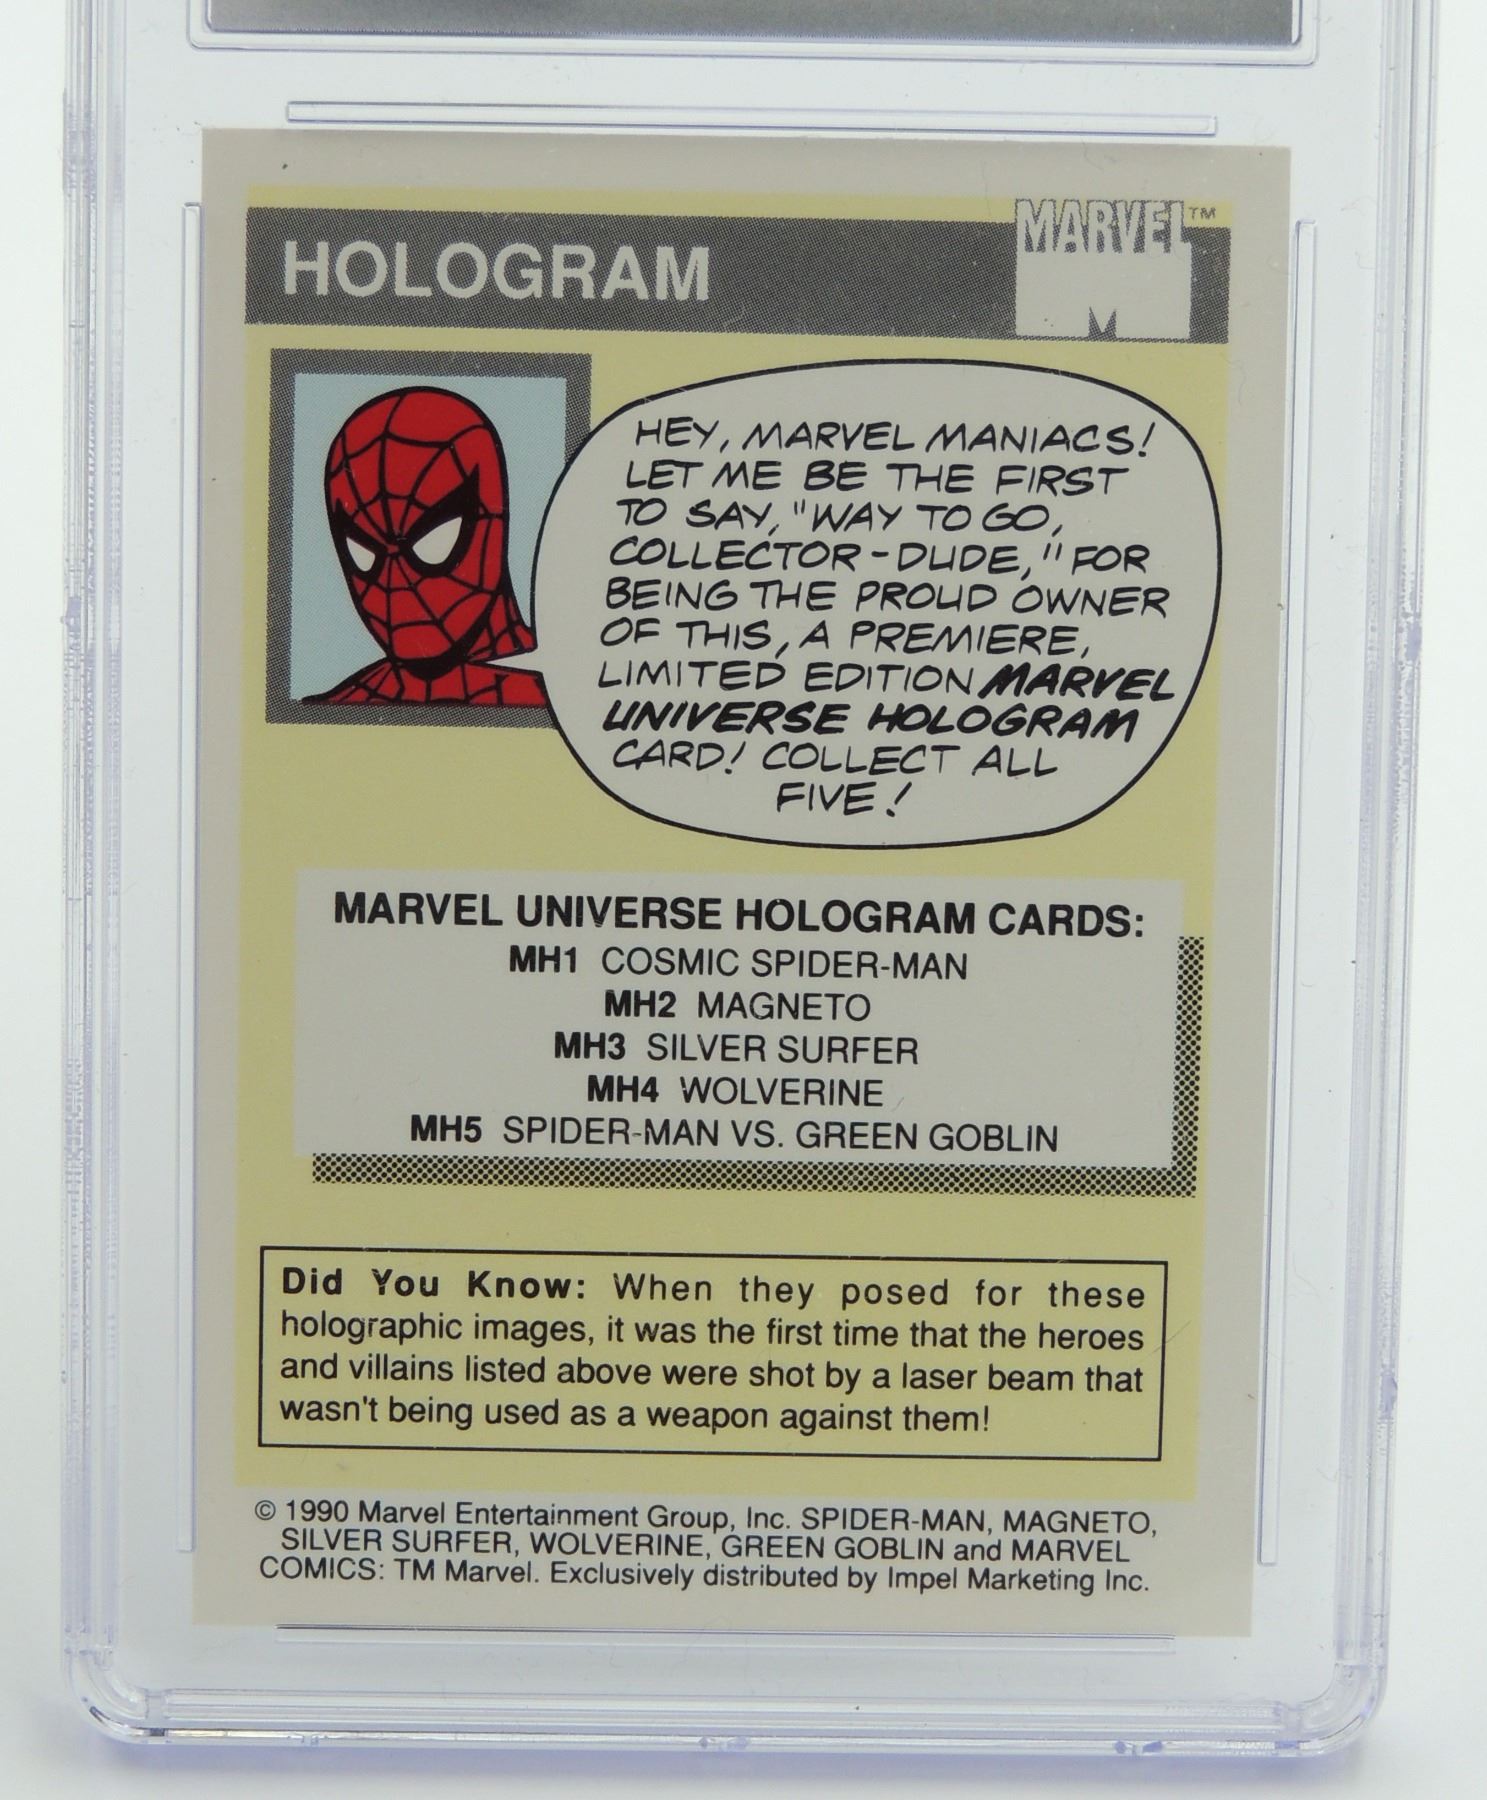 HOLOGRAM
MARVEL™
M
HEY, MARVEL MANIACS!
LET ME BE THE FIRST
TO SAY, "WAY TO GO,
COLLECTOR-DUDE," FOR
BEING THE PROUD OWNER
OF THIS, A PREMIERE,
LIMITED EDITION MARVEL
UNIVERSE HOLOGRAM
CARD! COLLECT ALL
FIVE!
MARVEL UNIVERSE HOLOGRAM CARDS:
MH1 COSMIC SPIDER-MAN
MH2 MAGNETO
MH3 SILVER SURFER
MH4 WOLVERINE
MH5 SPIDER-MAN VS. GREEN GOBLIN
Did You Know: When they posed for these
holographic images, it was the first time that the heroes
and villains listed above were shot by a laser beam that
wasn't being used as a weapon against them!
© 1990 Marvel Entertainment Group, Inc. SPIDER-MAN, MAGNETO,
SILVER SURFER, WOLVERINE, GREEN GOBLIN and MARVEL
COMICS: TM Marvel. Exclusively distributed by Impel Marketing Inc.